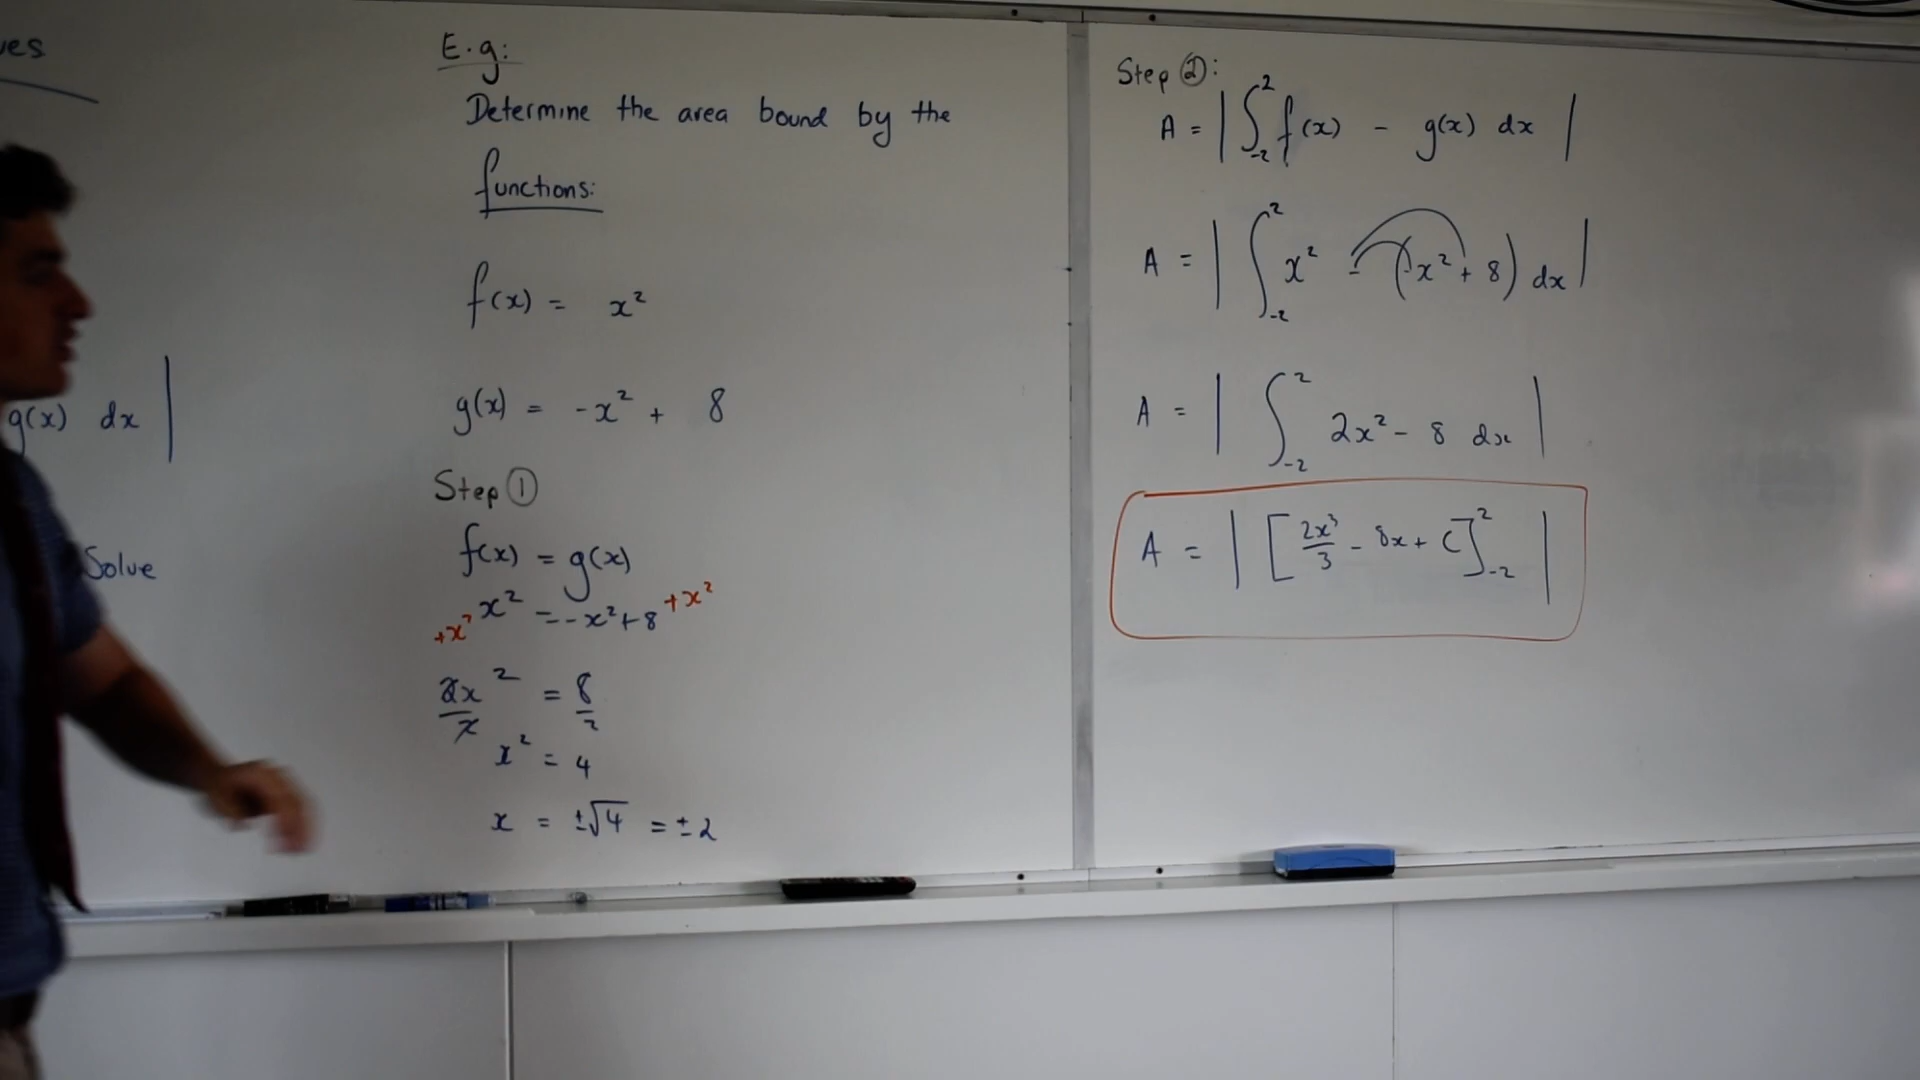 ves
g(x) dx |
Solve
E.g:
Determine the area bound by the
functions:
f(x) = x²
g(x) = -x² + 8
Step ①
f(x) = g(x)
+x² x² = -x²+8 +x²
2x²/2 = 8/2
x² = 4
x = ±√4 = ±2
Step ②:
A = | ∫₋₂² f(x) - g(x) dx |
A = | ∫₋₂² x² - (-x² + 8) dx |
A = | ∫₋₂² 2x² - 8 dx |
A = | [2x³/3 - 8x + C]₋₂² |